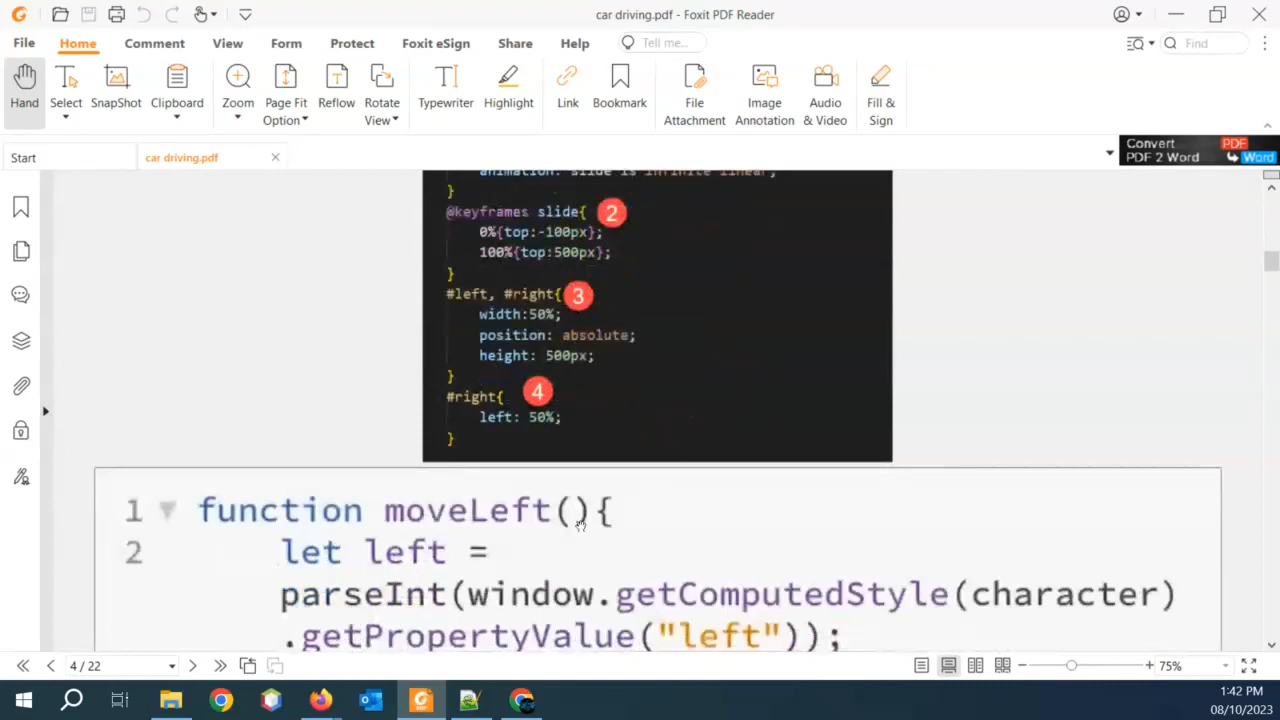 car driving.pdf - Foxit PDF Reader
File Home Comment View Form Protect Foxit eSign Share Help Tell me... Find
Hand Select SnapShot Clipboard Zoom Page Fit Option Reflow Rotate View Typewriter Highlight Link Bookmark File Attachment Image Annotation Audio & Video Fill & Sign
Start car driving.pdf
Convert PDF
PDF 2 Word Word
animation: slide 1s infinite linear;
}
@keyframes slide{ 2
0%{top:-100px};
100%{top:500px};
}
#left, #right{ 3
width:50%;
position: absolute;
height: 500px;
}
#right{ 4
left: 50%;
}
1 function moveLeft(){
2 let left =
parseInt(window.getComputedStyle(character)
.getPropertyValue("left"));
4 / 22 75%
1:42 PM
08/10/2023